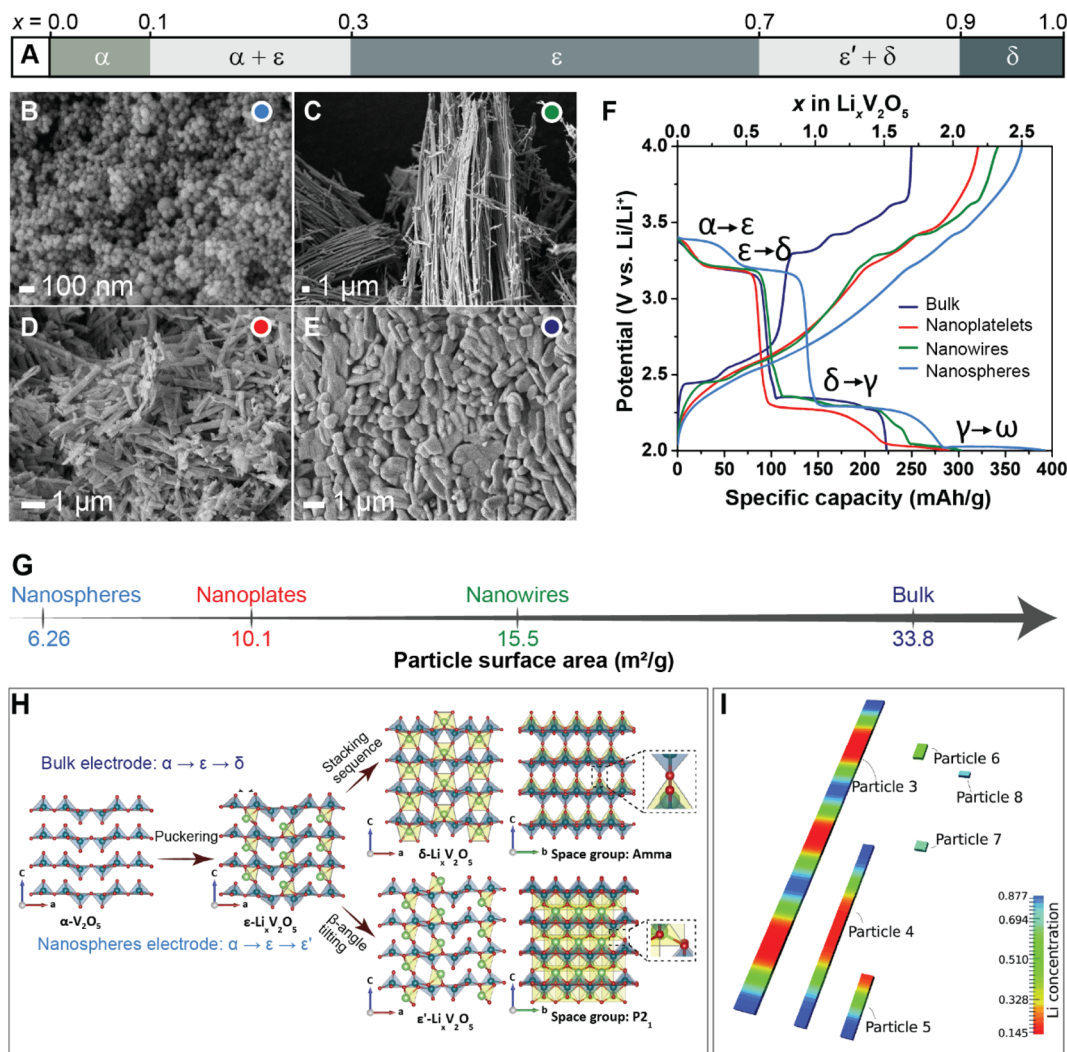 x = 0.0 0.1 0.3 0.7 0.9 1.0
A α α + ε ε ε′ + δ δ
B
100 nm
C
1 μm
D
1 μm
E
1 μm
F
x in LixV2O5
0.0 0.5 1.0 1.5 2.0 2.5
4.0
3.5
3.0
2.5
2.0
Potential (V vs. Li/Li⁺)
α→ε
ε→δ
δ→γ
γ→ω
Bulk
Nanoplatelets
Nanowires
Nanospheres
0 50 100 150 200 250 300 350 400
Specific capacity (mAh/g)
G
Nanospheres Nanoplates Nanowires Bulk
6.26 10.1 15.5 33.8
Particle surface area (m²/g)
H
Bulk electrode: α → ε → δ
Puckering
c
a
α-V2O5
c
a
ε-LixV2O5
Nanospheres electrode: α → ε → ε'
Stacking
sequence
c
a
δ-LixV2O5
c
b
Space group: Amma
β-angle
tilting
c
a
ε'-LixV2O5
c
b
Space group: P21
I
Particle 6
Particle 3
Particle 8
Particle 7
Particle 4
Particle 5
0.877
0.694
0.510
0.328
0.145
Li concentration